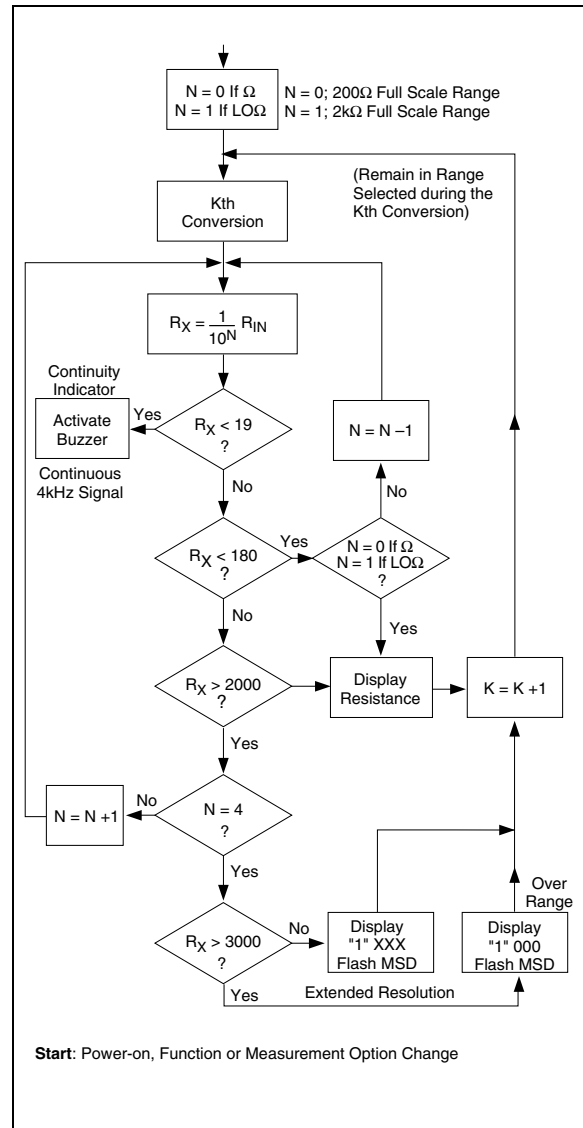 N = 0 If Ω
N = 1 If LOΩ
N = 0; 200Ω Full Scale Range
N = 1; 2kΩ Full Scale Range
(Remain in Range
Selected during the
Kth Conversion)
Kth
Conversion
R_X = 1/10^N R_IN
Continuity
Indicator
Activate
Buzzer
Continuous
4kHz Signal
Yes
R_X < 19
?
No
N = N –1
No
R_X < 180
?
Yes
N = 0 If Ω
N = 1 If LOΩ
?
No
Yes
R_X > 2000
?
Display
Resistance
K = K +1
Yes
N = N +1
No
N = 4
?
Yes
R_X > 3000
?
No
Display
"1" XXX
Flash MSD
Over
Range
Display
"1" 000
Flash MSD
Yes
Extended Resolution
Start: Power-on, Function or Measurement Option Change